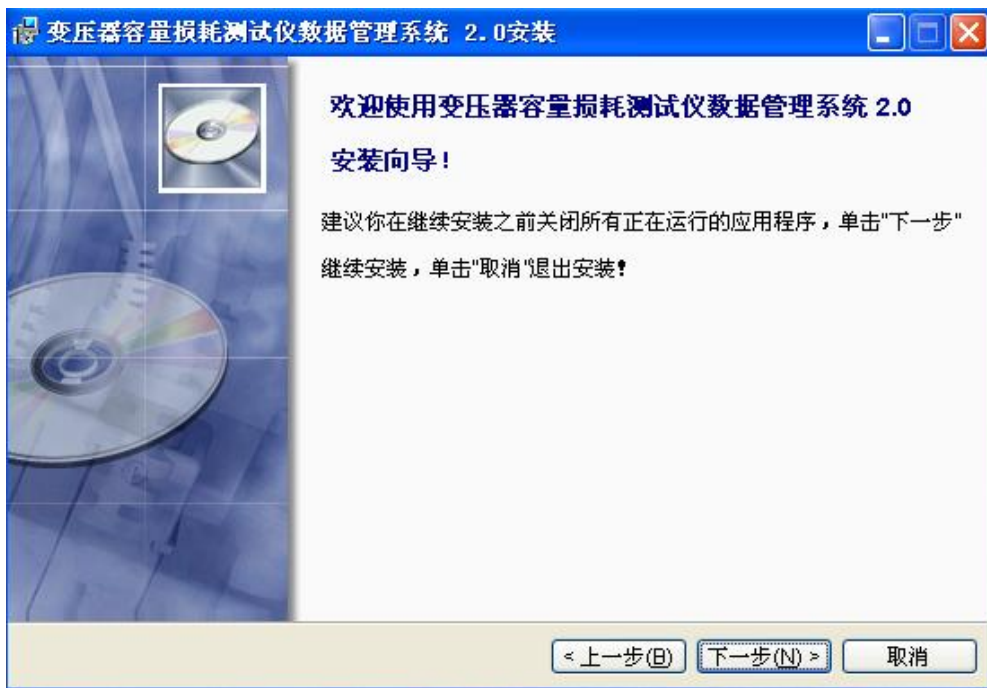 变压器容量损耗测试仪数据管理系统 2.0安装
欢迎使用变压器容量损耗测试仪数据管理系统 2.0
安装向导!
建议你在继续安装之前关闭所有正在运行的应用程序，单击"下一步"
继续安装，单击"取消"退出安装!
< 上一步(B) 下一步(N) > 取消